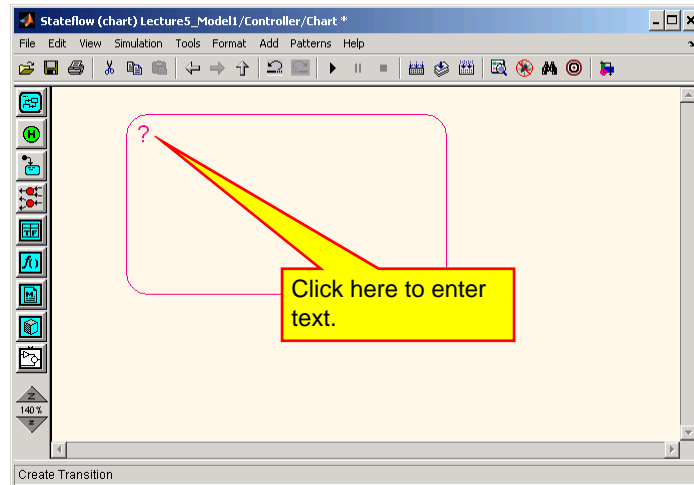 Stateflow (chart) Lecture5_Model1/Controller/Chart *
File Edit View Simulation Tools Format Add Patterns Help
H
?
TF
f()
M
Click here to enter
text.
Z
140 %
z
Create Transition